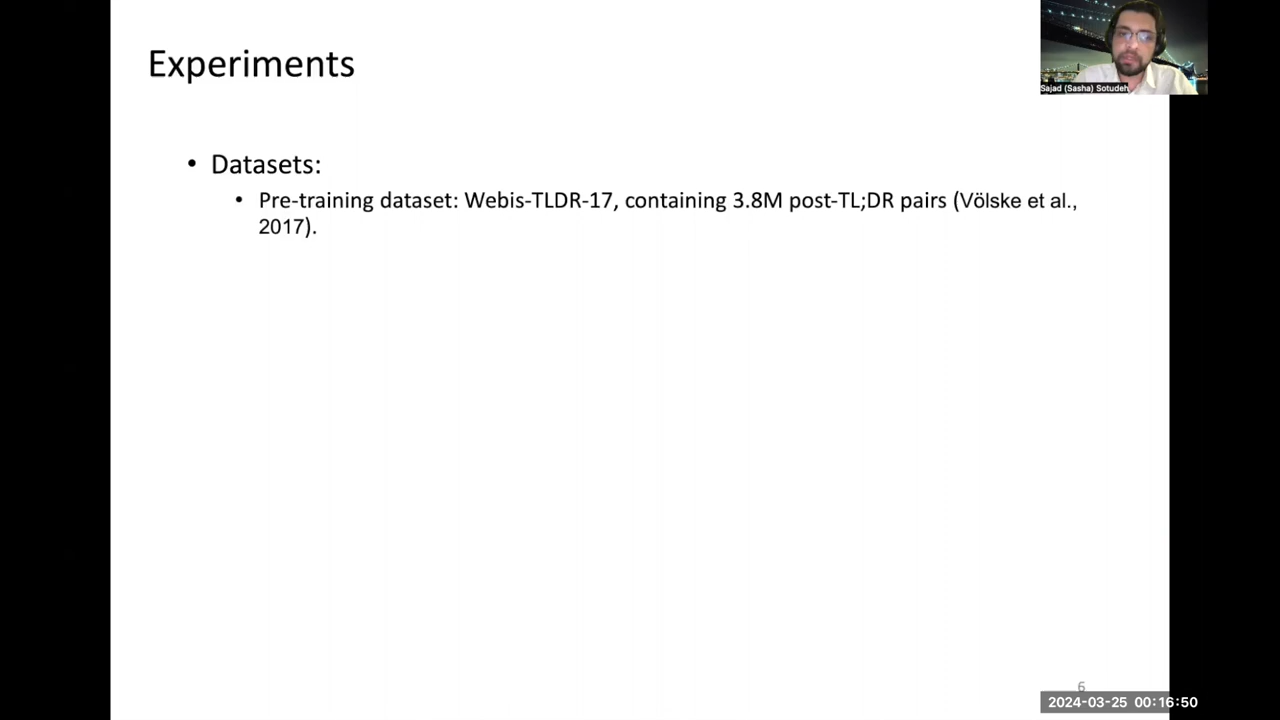 Experiments
Sajad (Sasha) Sotudeh
• Datasets:
• Pre-training dataset: Webis-TLDR-17, containing 3.8M post-TL;DR pairs (Völske et al.,
2017).
6
2024-03-25 00:16:50